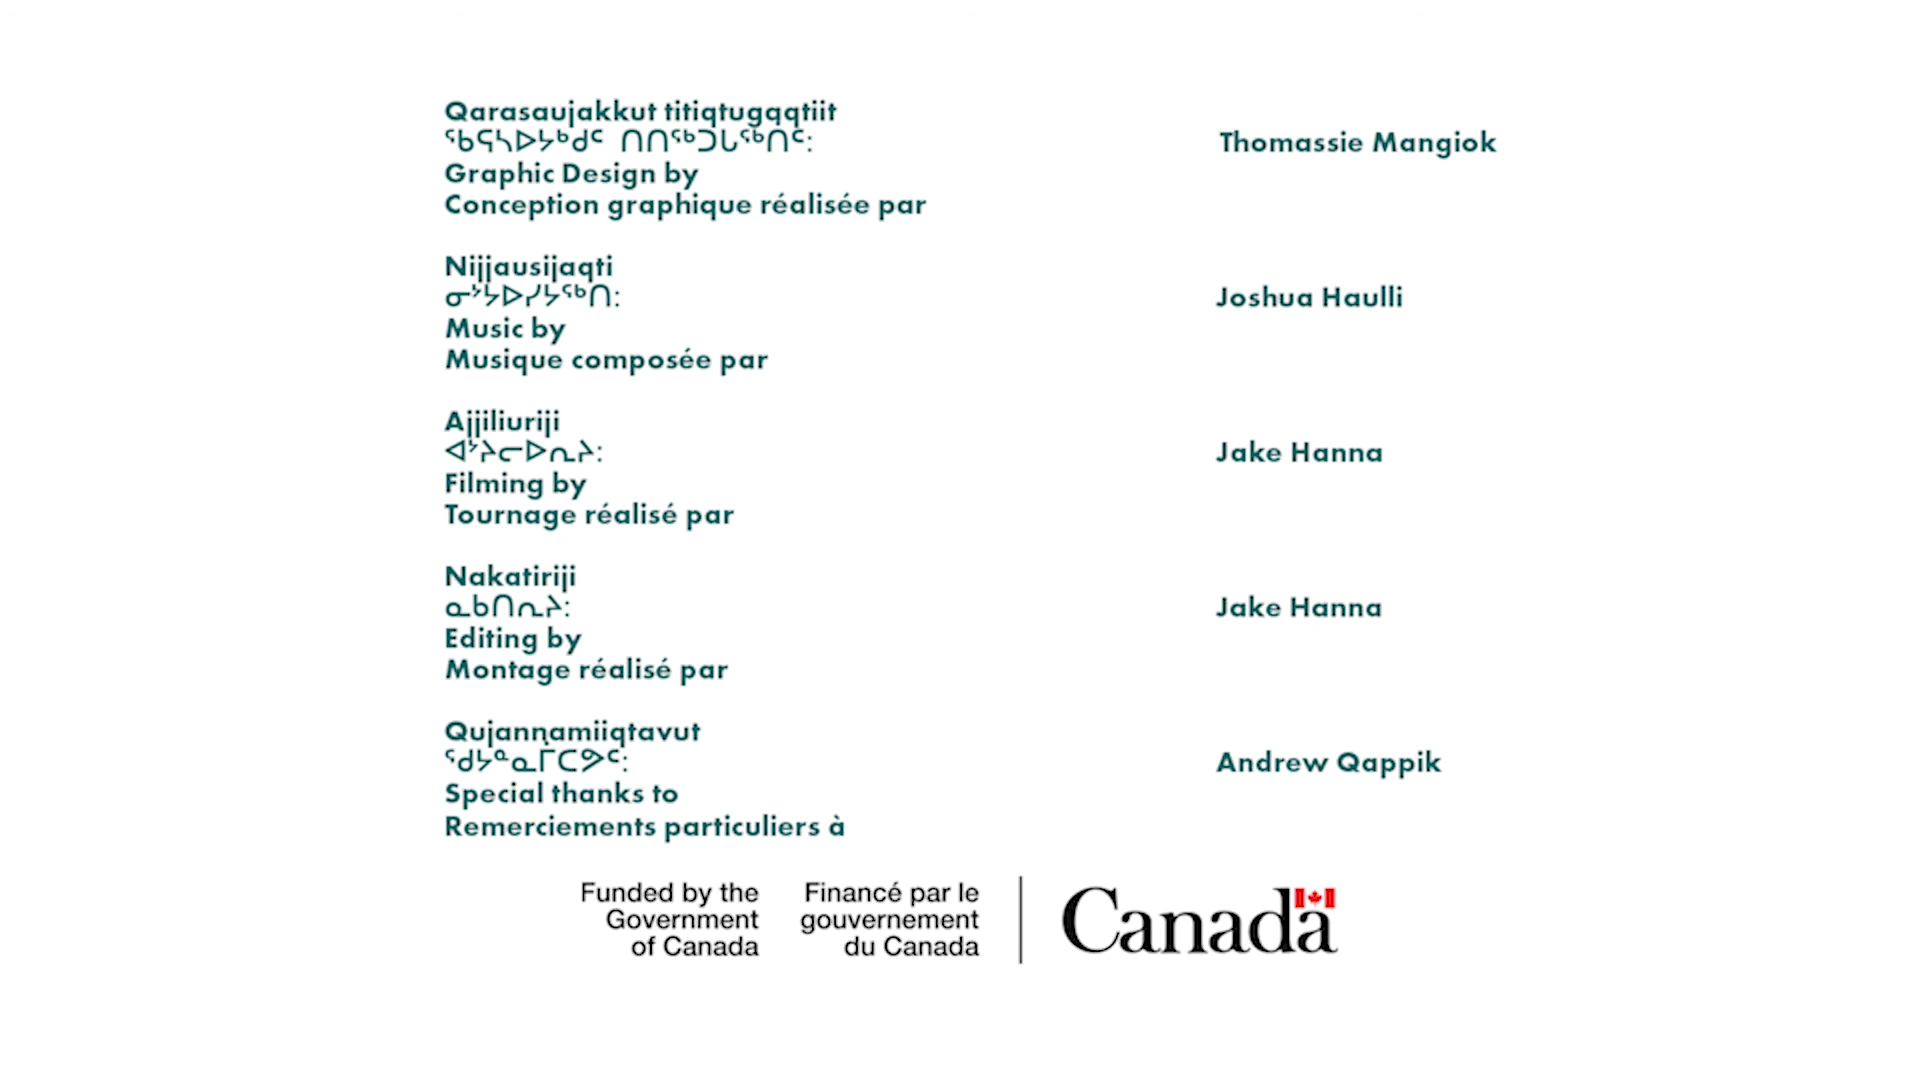 Qarasaujakkut titiqtugaqtiit
ᖃᕋᓴᐅᔭᒃᑯᑦ ᑎᑎᖅᑐᒐᖅᑎᑦ:
Thomassie Mangiok
Graphic Design by
Conception graphique réalisée par
Nijjausijaqti
ᓂᔾᔭᐅᓯᔭᖅᑎ:
Joshua Haulli
Music by
Musique composée par
Ajjiliuriji
ᐊᔾᔨᓕᐅᕆᔨ:
Jake Hanna
Filming by
Tournage réalisé par
Nakatiriji
ᓇᑲᑎᕆᔨ:
Jake Hanna
Editing by
Montage réalisé par
Qujannamiiqtavut
ᖁᔭᓐᓇᒦᑕᕗᑦ:
Andrew Qappik
Special thanks to
Remerciements particuliers à
Funded by the
Government
of Canada
Financé par le
gouvernement
du Canada
Canada